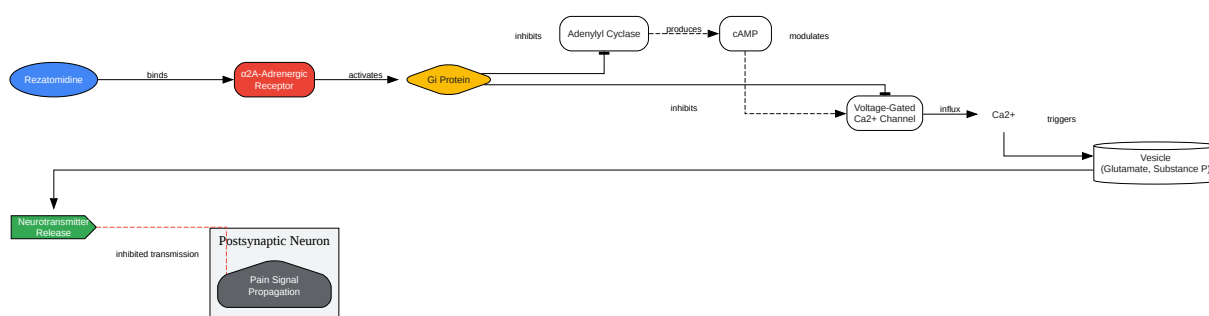 Rezatomidine
binds
α2A-Adrenergic
Receptor
activates
Gi Protein
inhibits
Adenylyl Cyclase
produces
cAMP
modulates
inhibits
Voltage-Gated
Ca2+ Channel
influx
Ca2+
triggers
Vesicle
(Glutamate, Substance P)
Neurotransmitter
Release
inhibited transmission
Postsynaptic Neuron
Pain Signal
Propagation